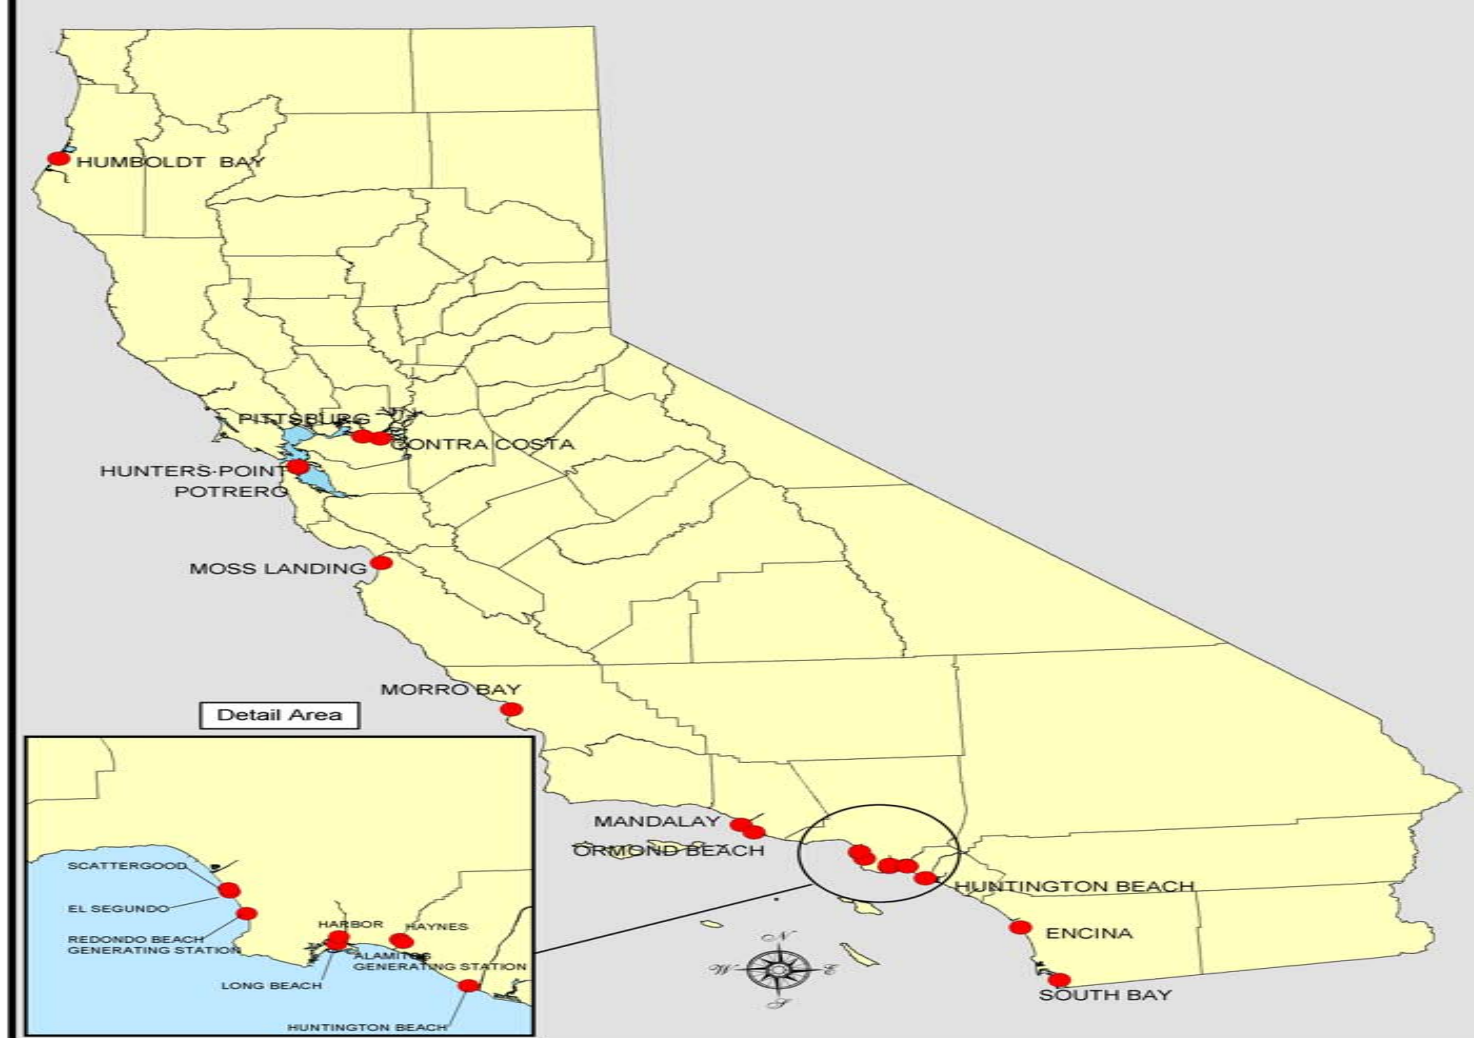 HUMBOLDT BAY
PITTSBURG
CONTRA COSTA
HUNTERS POINT
POTRERO
MOSS LANDING
MORRO BAY
Detail Area
MANDALAY
ORMOND BEACH
HUNTINGTON BEACH
ENCINA
SOUTH BAY
N
W E
S
SCATTERGOOD
EL SEGUNDO
REDONDO BEACH
GENERATING STATION
HARBOR
HAYNES
ALAMITOS
GENERATING STATION
LONG BEACH
HUNTINGTON BEACH